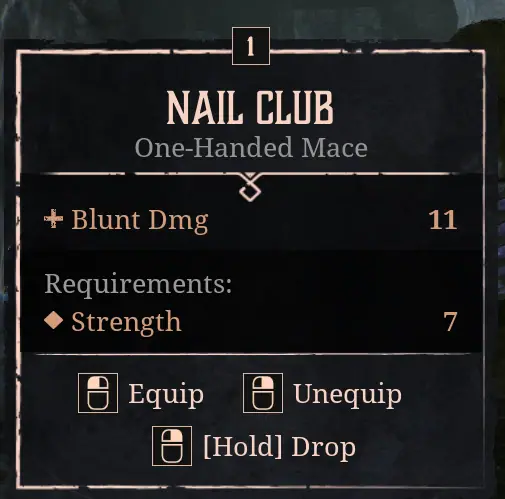 1
NAIL CLUB
One-Handed Mace
Blunt Dmg 11
Requirements:
Strength 7
Equip Unequip
[Hold] Drop